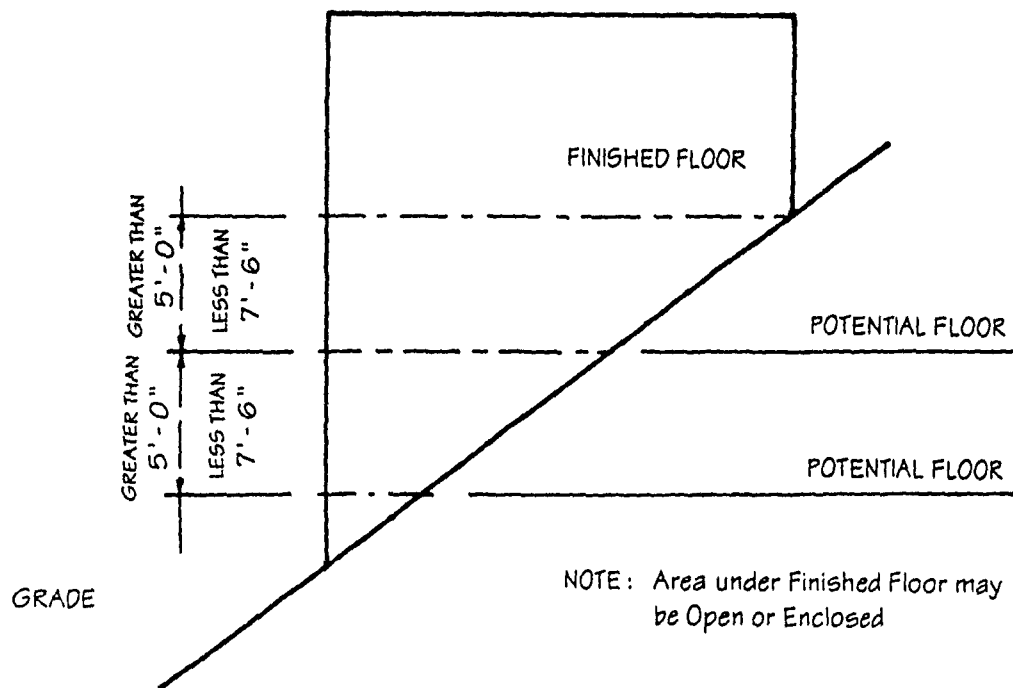 FINISHED FLOOR
GREATER THAN
5'-0"
LESS THAN
7'-6"
POTENTIAL FLOOR
GREATER THAN
5'-0"
LESS THAN
7'-6"
POTENTIAL FLOOR
GRADE
NOTE: Area under Finished Floor may
be Open or Enclosed